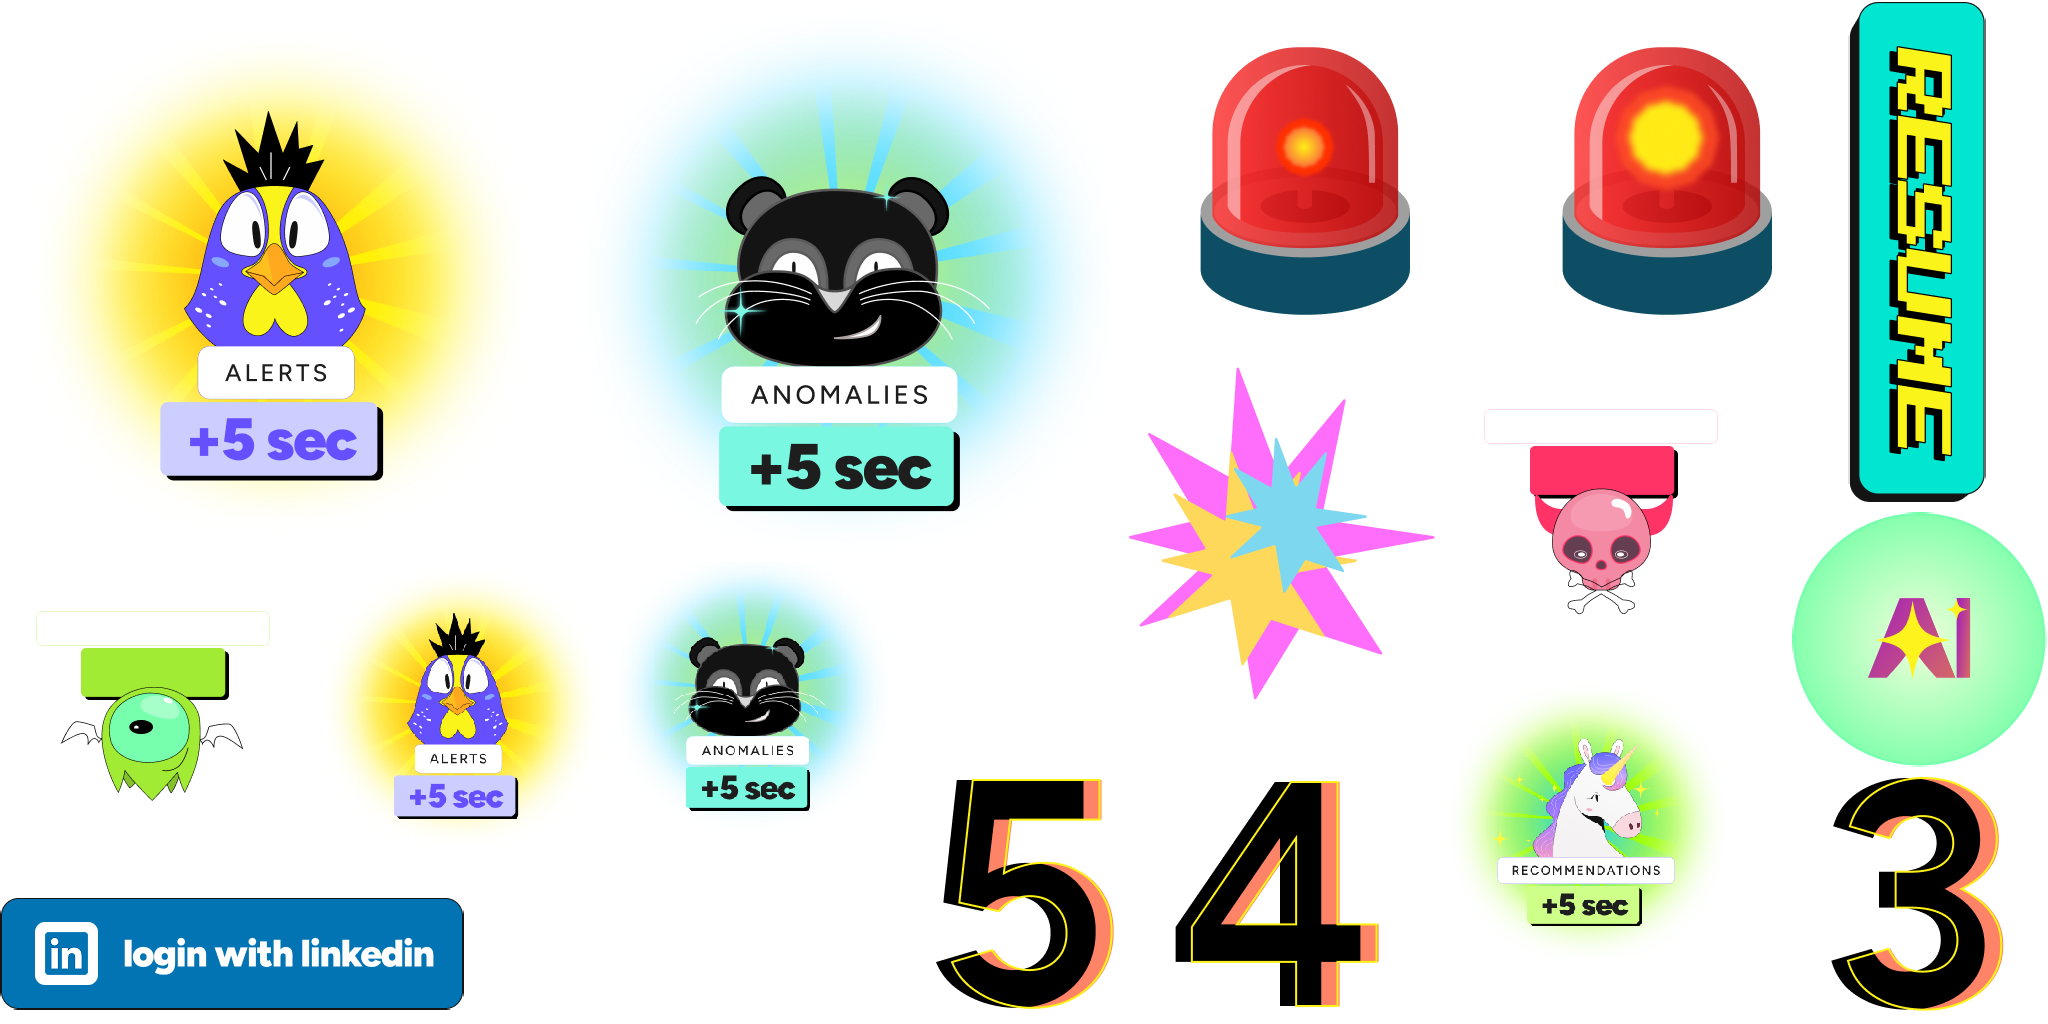 ALERTS
+5 sec
ANOMALIES
+5 sec
RESUME
AI
ALERTS
+5 sec
ANOMALIES
+5 sec
5
4
RECOMMENDATIONS
+5 sec
3
in
login with linkedin